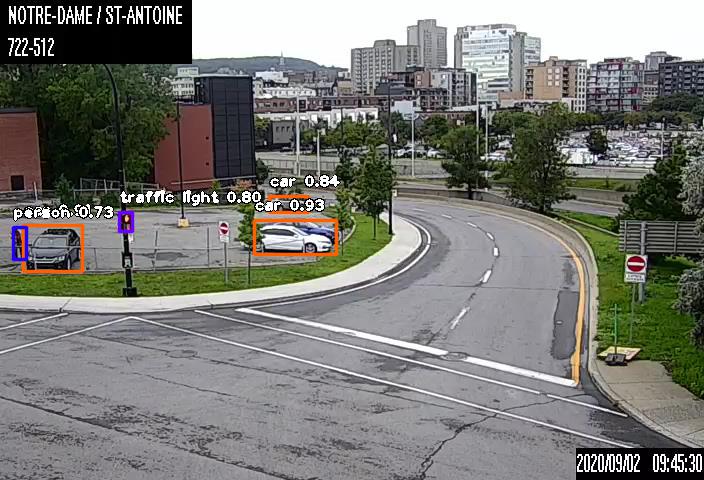 NOTRE-DAME / ST-ANTOINE
722-512
car 0.84
traffic light 0.80
car 0.93
person 0.73
2020/09/02 09:45:30